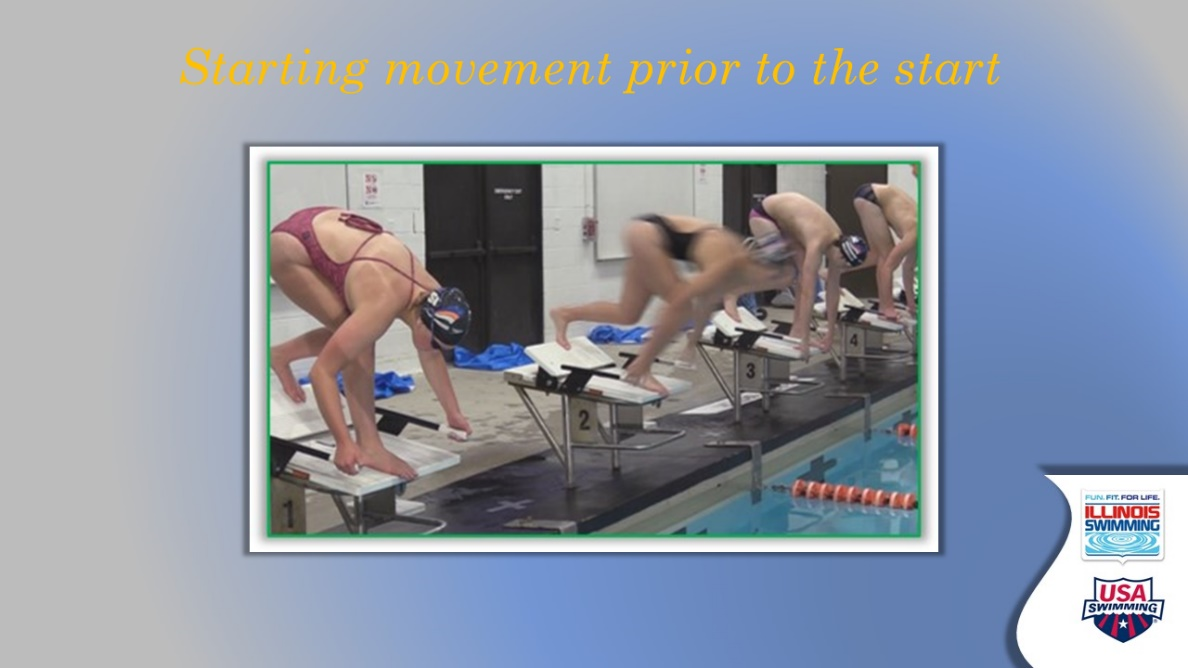 Starting movement prior to the start
1
2
3
4
FUN. FIT. FOR LIFE.
ILLINOIS
SWIMMING
USA
SWIMMING